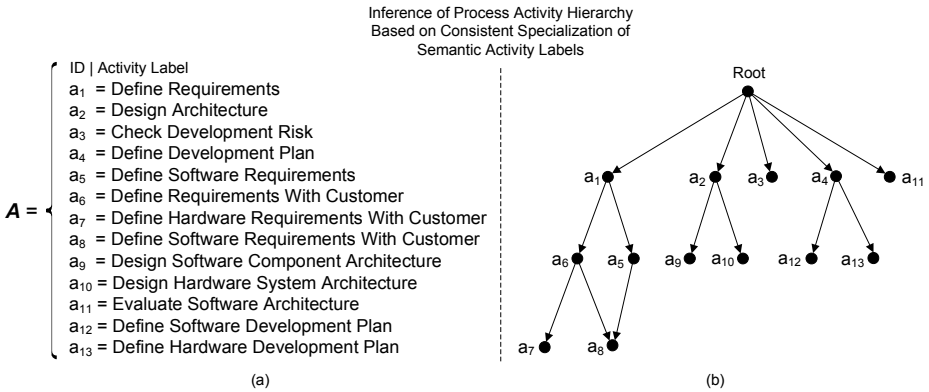 Inference of Process Activity Hierarchy
Based on Consistent Specialization of
Semantic Activity Labels
A =
ID | Activity Label
a1 = Define Requirements
a2 = Design Architecture
a3 = Check Development Risk
a4 = Define Development Plan
a5 = Define Software Requirements
a6 = Define Requirements With Customer
a7 = Define Hardware Requirements With Customer
a8 = Define Software Requirements With Customer
a9 = Design Software Component Architecture
a10 = Design Hardware System Architecture
a11 = Evaluate Software Architecture
a12 = Define Software Development Plan
a13 = Define Hardware Development Plan
(a)
Root
a1 a2 a3 a4 a11
a6 a5 a9 a10 a12 a13
a7 a8
(b)